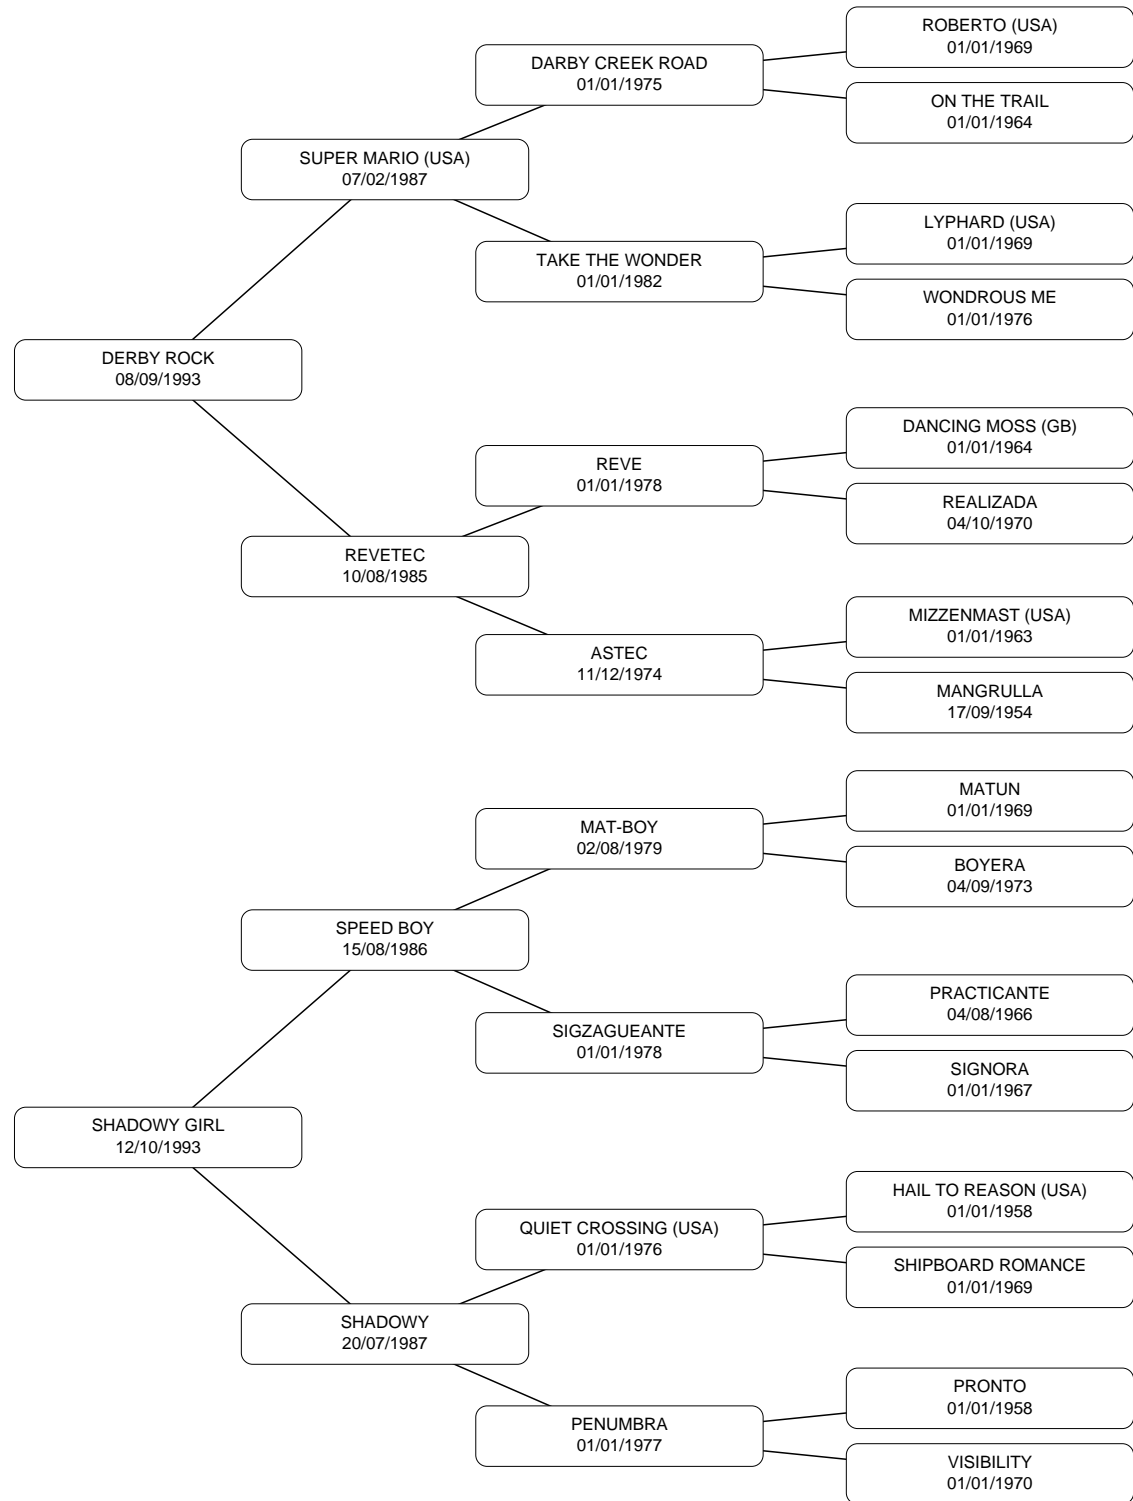 ROBERTO (USA)
01/01/1969
DARBY CREEK ROAD
01/01/1975
ON THE TRAIL
01/01/1964
SUPER MARIO (USA)
07/02/1987
LYPHARD (USA)
01/01/1969
TAKE THE WONDER
01/01/1982
WONDROUS ME
01/01/1976
DERBY ROCK
08/09/1993
DANCING MOSS (GB)
01/01/1964
REVE
01/01/1978
REALIZADA
04/10/1970
REVETEC
10/08/1985
MIZZENMAST (USA)
01/01/1963
ASTEC
11/12/1974
MANGRULLA
17/09/1954
MATUN
01/01/1969
MAT-BOY
02/08/1979
BOYERA
04/09/1973
SPEED BOY
15/08/1986
PRACTICANTE
04/08/1966
SIGZAGUEANTE
01/01/1978
SIGNORA
01/01/1967
SHADOWY GIRL
12/10/1993
HAIL TO REASON (USA)
01/01/1958
QUIET CROSSING (USA)
01/01/1976
SHIPBOARD ROMANCE
01/01/1969
SHADOWY
20/07/1987
PRONTO
01/01/1958
PENUMBRA
01/01/1977
VISIBILITY
01/01/1970